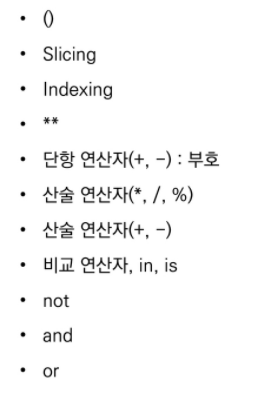 • ()
• Slicing
• Indexing
• **
• 단항 연산자(+, -) : 부호
• 산술 연산자(*, /, %)
• 산술 연산자(+, -)
• 비교 연산자, in, is
• not
• and
• or